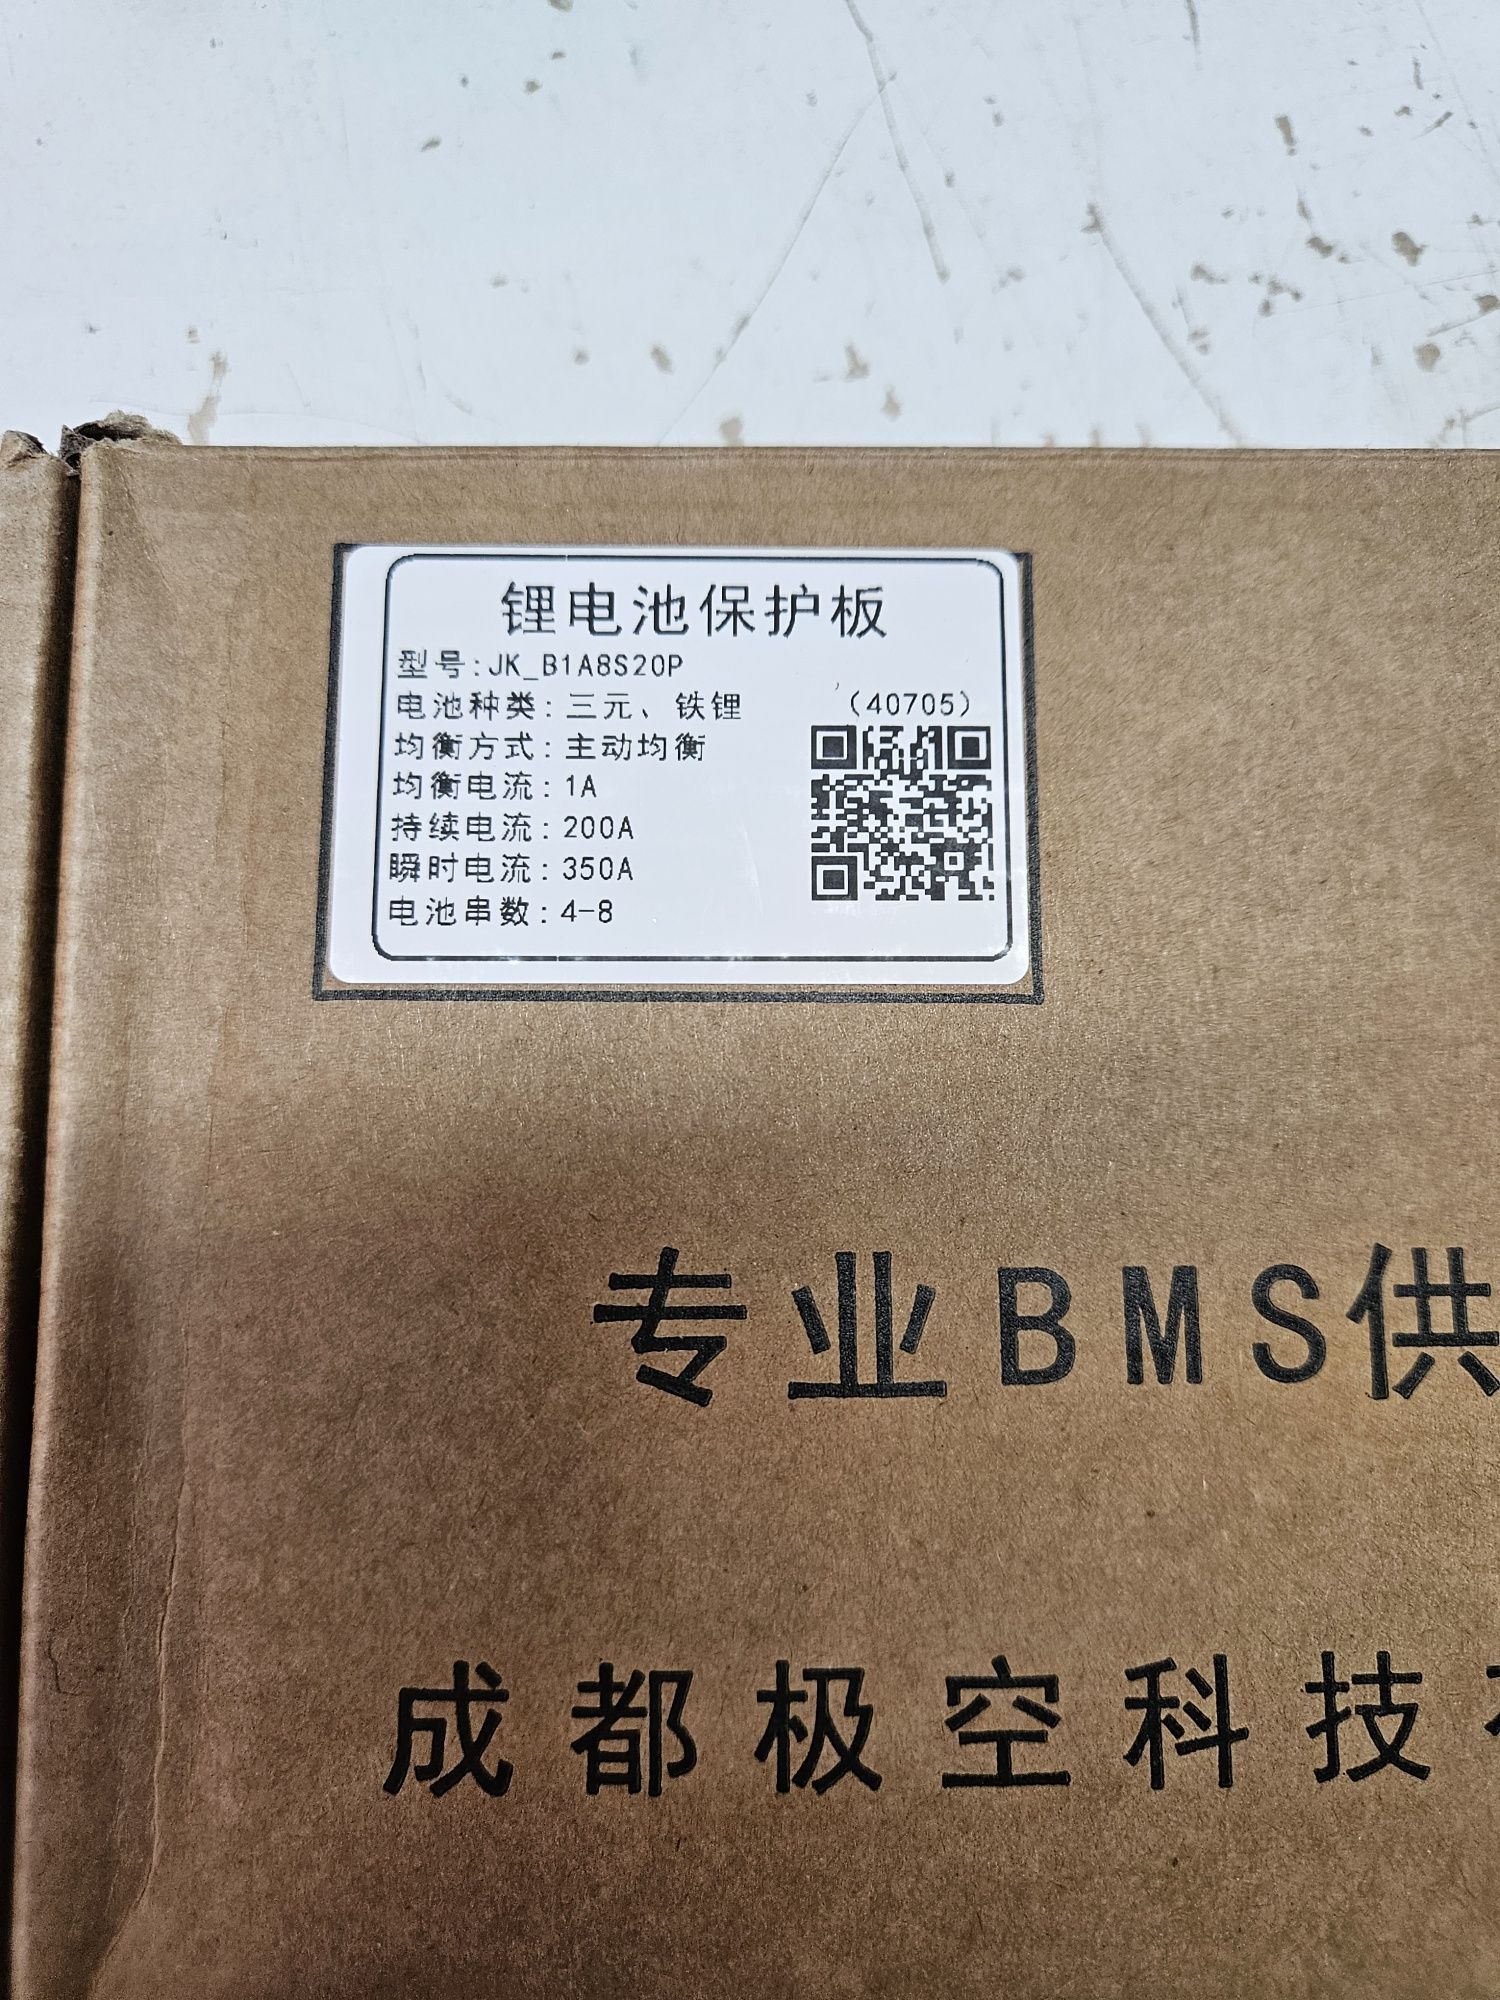 锂电池保护板
型号:JK_B1A8S20P
电池种类:三元、铁锂
(40705)
均衡方式:主动均衡
均衡电流:1A
持续电流:200A
瞬时电流:350A
电池串数:4-8
专业BMS供
成都极空科技